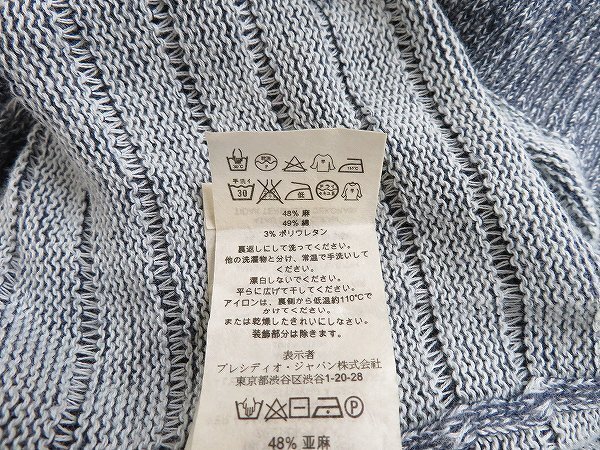 手洗イ
30
低
48% 麻
49% 綿
3% ポリウレタン
裏返しにして洗ってください。
他の洗濯物と分け、常温で手洗いして
ください。
漂白しないでください。
平らに広げて干してください。
アイロンは、裏側から低温約110°Cで
かけてください。
または乾燥したきれいにしなさい。
装飾部分は除きます。
表示者
プレシディオ・ジャパン株式会社
東京都渋谷区渋谷1-20-28
P
48% 亚麻